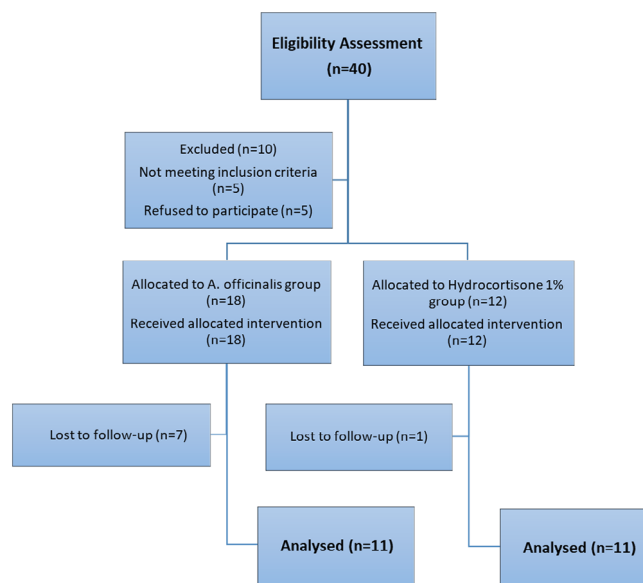 Eligibility Assessment
(n=40)
Excluded (n=10)
Not meeting inclusion criteria
(n=5)
Refused to participate (n=5)
Allocated to A. officinalis group
(n=18)
Received allocated intervention
(n=18)
Allocated to Hydrocortisone 1%
group (n=12)
Received allocated intervention
(n=12)
Lost to follow-up (n=7)
Lost to follow-up (n=1)
Analysed (n=11)
Analysed (n=11)